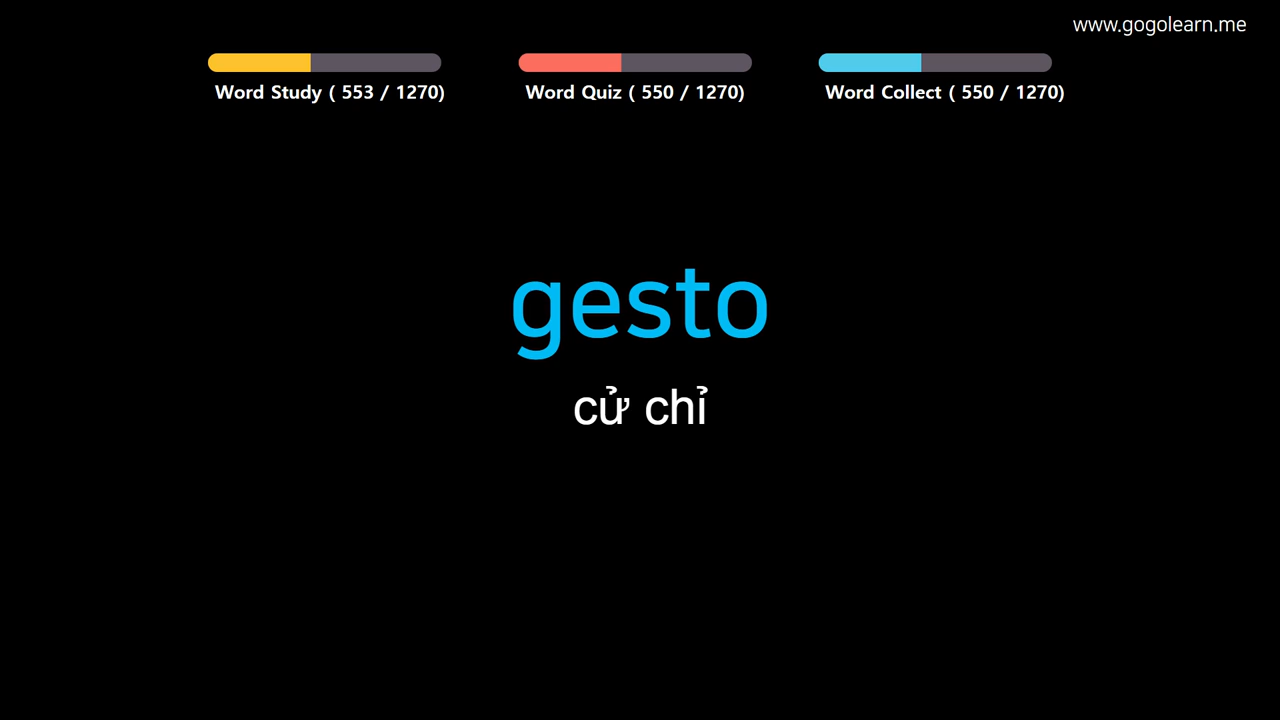 www.gogolearn.me
Word Study ( 553 / 1270)
Word Quiz ( 550 / 1270)
Word Collect ( 550 / 1270)
gesto
cử chỉ